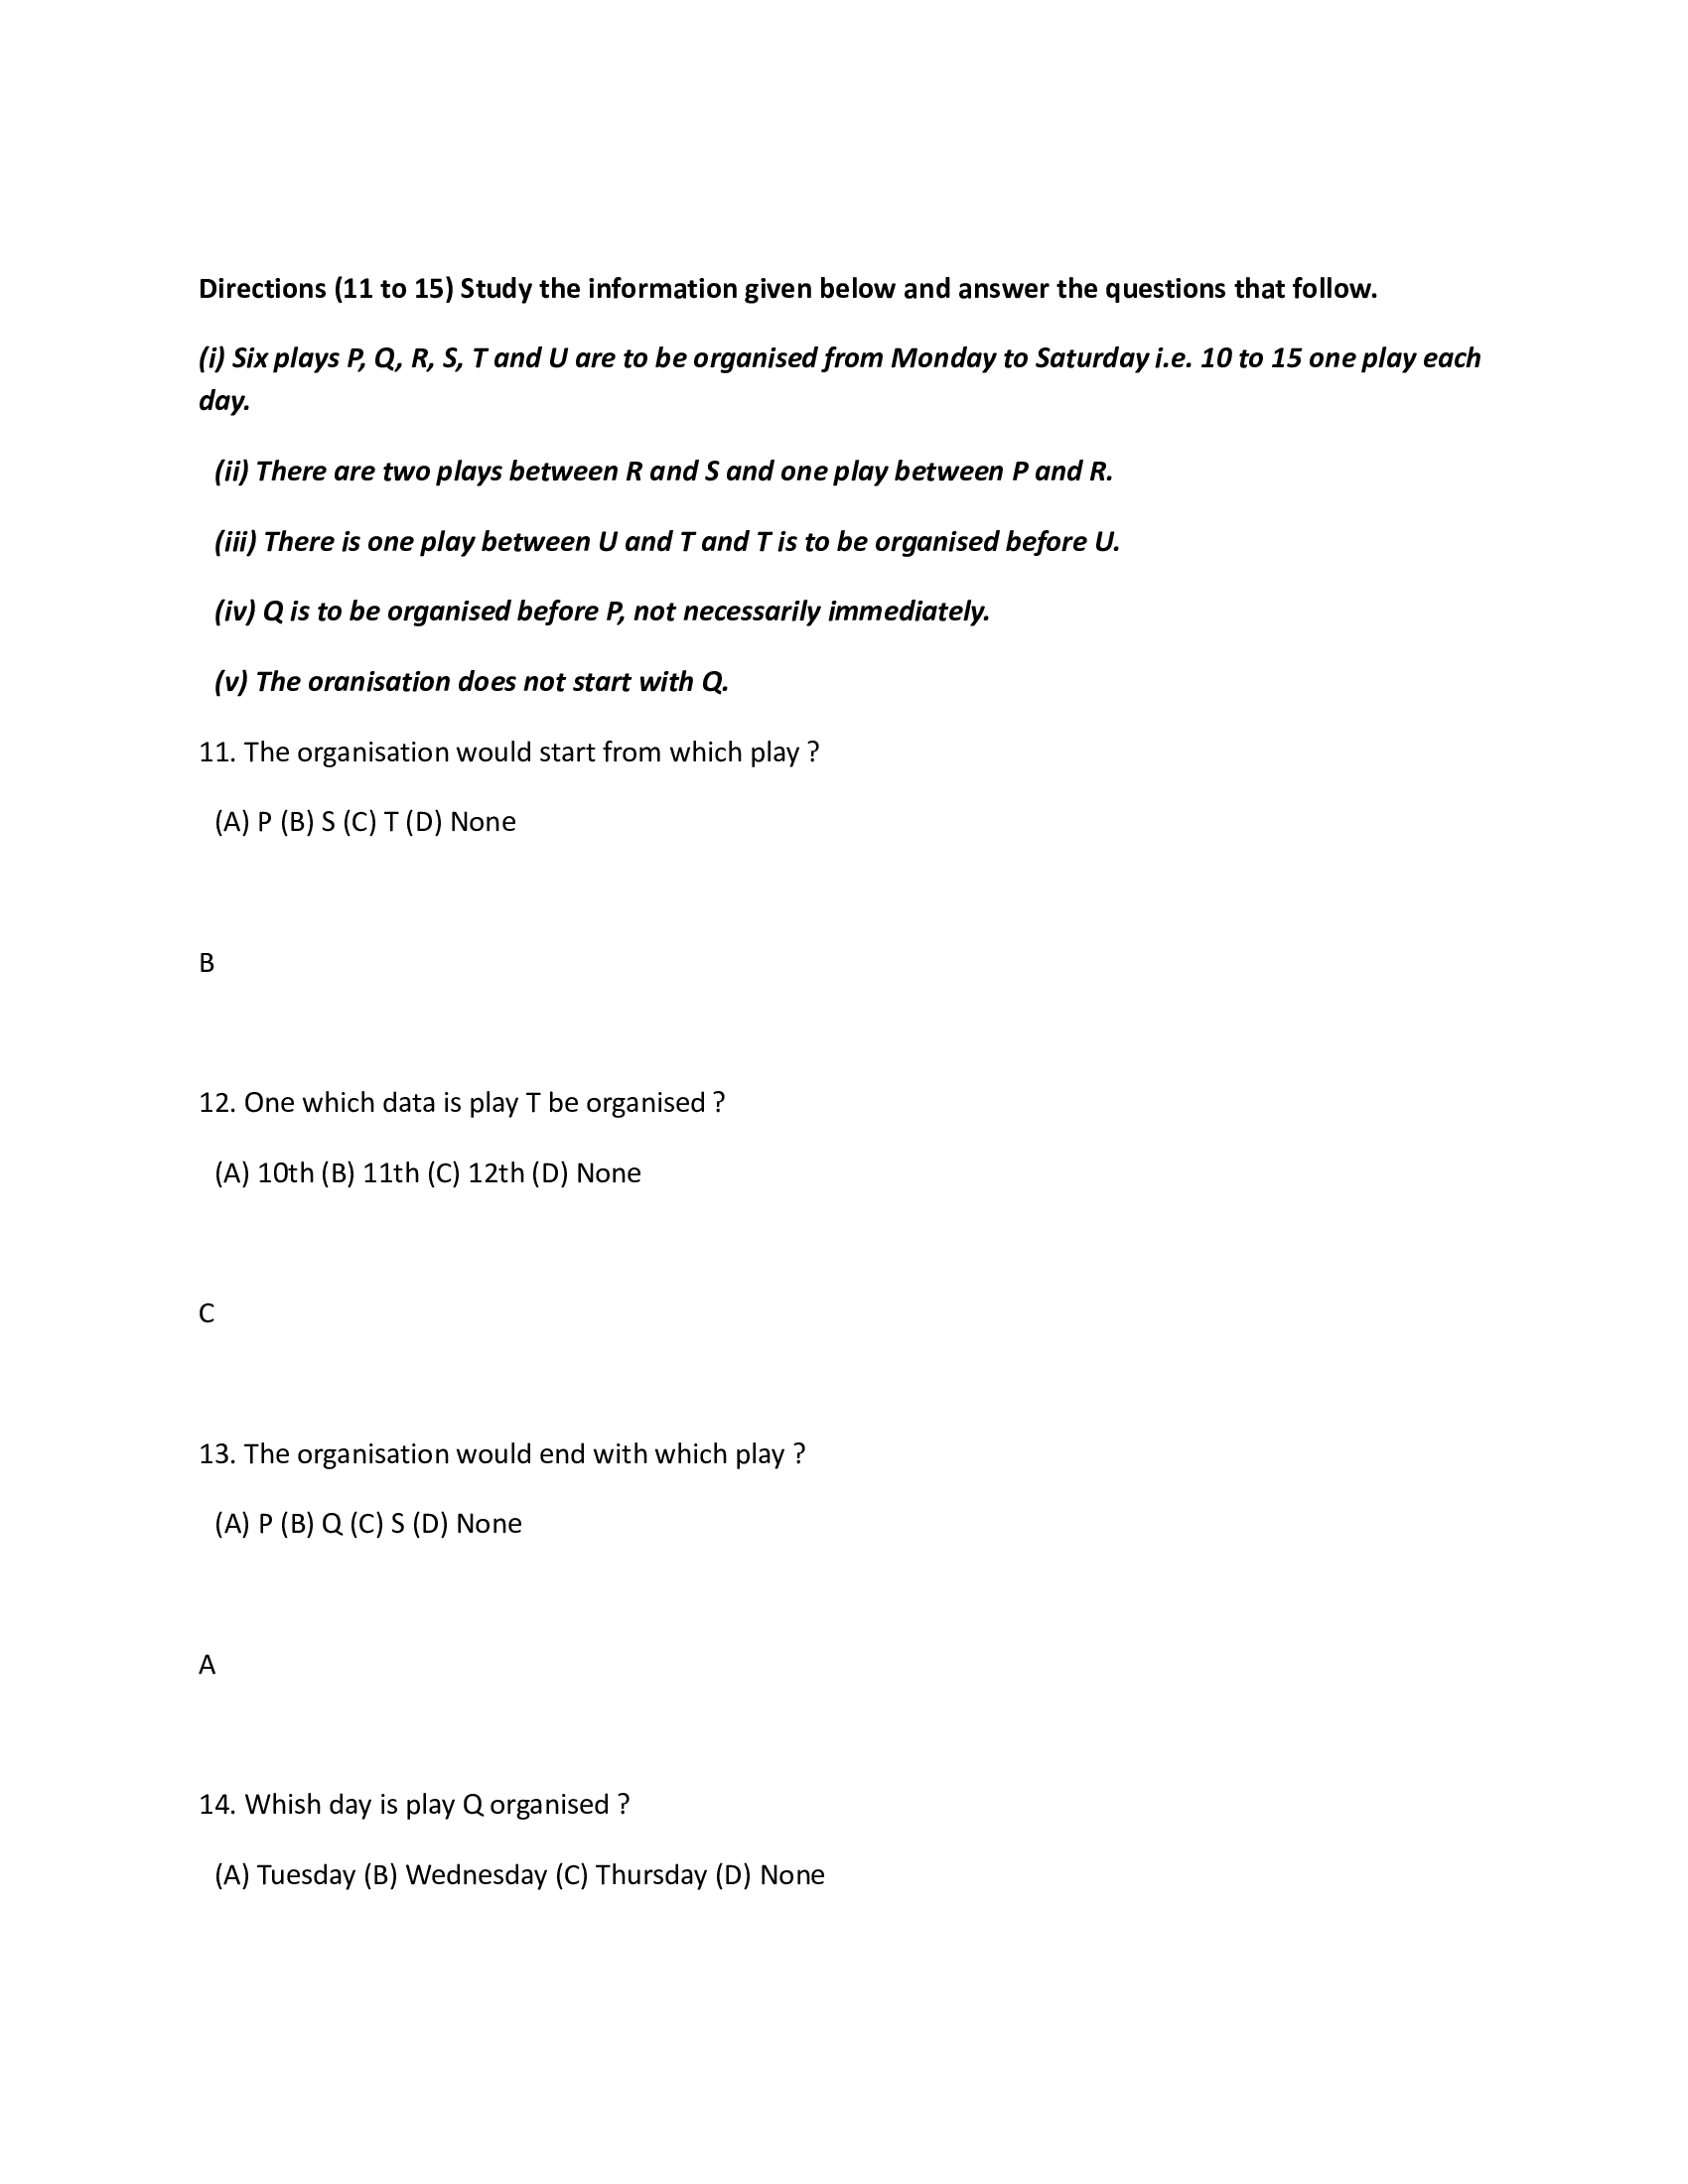 Directions (11 to 15) Study the information given below and answer the questions that follow.
(i) Six plays P, Q, R, S, T and U are to be organised from Monday to Saturday i.e. 10 to 15 one play each
day.
(ii) There are two plays between R and S and one play between P and R.
(iii) There is one play between U and T and T is to be organised before U.
(iv) Q is to be organised before P, not necessarily immediately.
(v) The oranisation does not start with Q.
11. The organisation would start from which play ?
(A) P (B) S (C) T (D) None
B
12. One which data is play T be organised ?
(A) 10th (B) 11th (C) 12th (D) None
C
13. The organisation would end with which play ?
(A) P (B) Q (C) S (D) None
A
14. Whish day is play Q organised ?
(A) Tuesday (B) Wednesday (C) Thursday (D) None